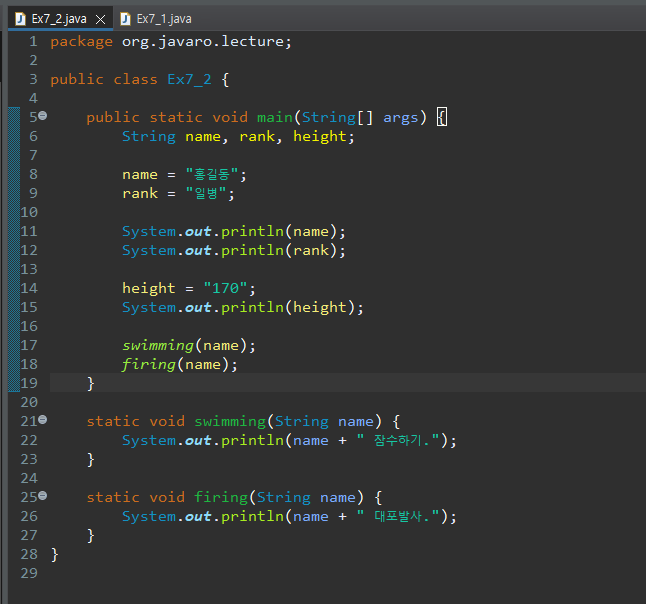 Ex7_2.java Ex7_1.java
1 package org.javaro.lecture;
2
3 public class Ex7_2 {
4
5 public static void main(String[] args) {
6 String name, rank, height;
7
8 name = "홍길동";
9 rank = "일병";
10
11 System.out.println(name);
12 System.out.println(rank);
13
14 height = "170";
15 System.out.println(height);
16
17 swimming(name);
18 firing(name);
19 }
20
21 static void swimming(String name) {
22 System.out.println(name + " 잠수하기.");
23 }
24
25 static void firing(String name) {
26 System.out.println(name + " 대포발사.");
27 }
28 }
29